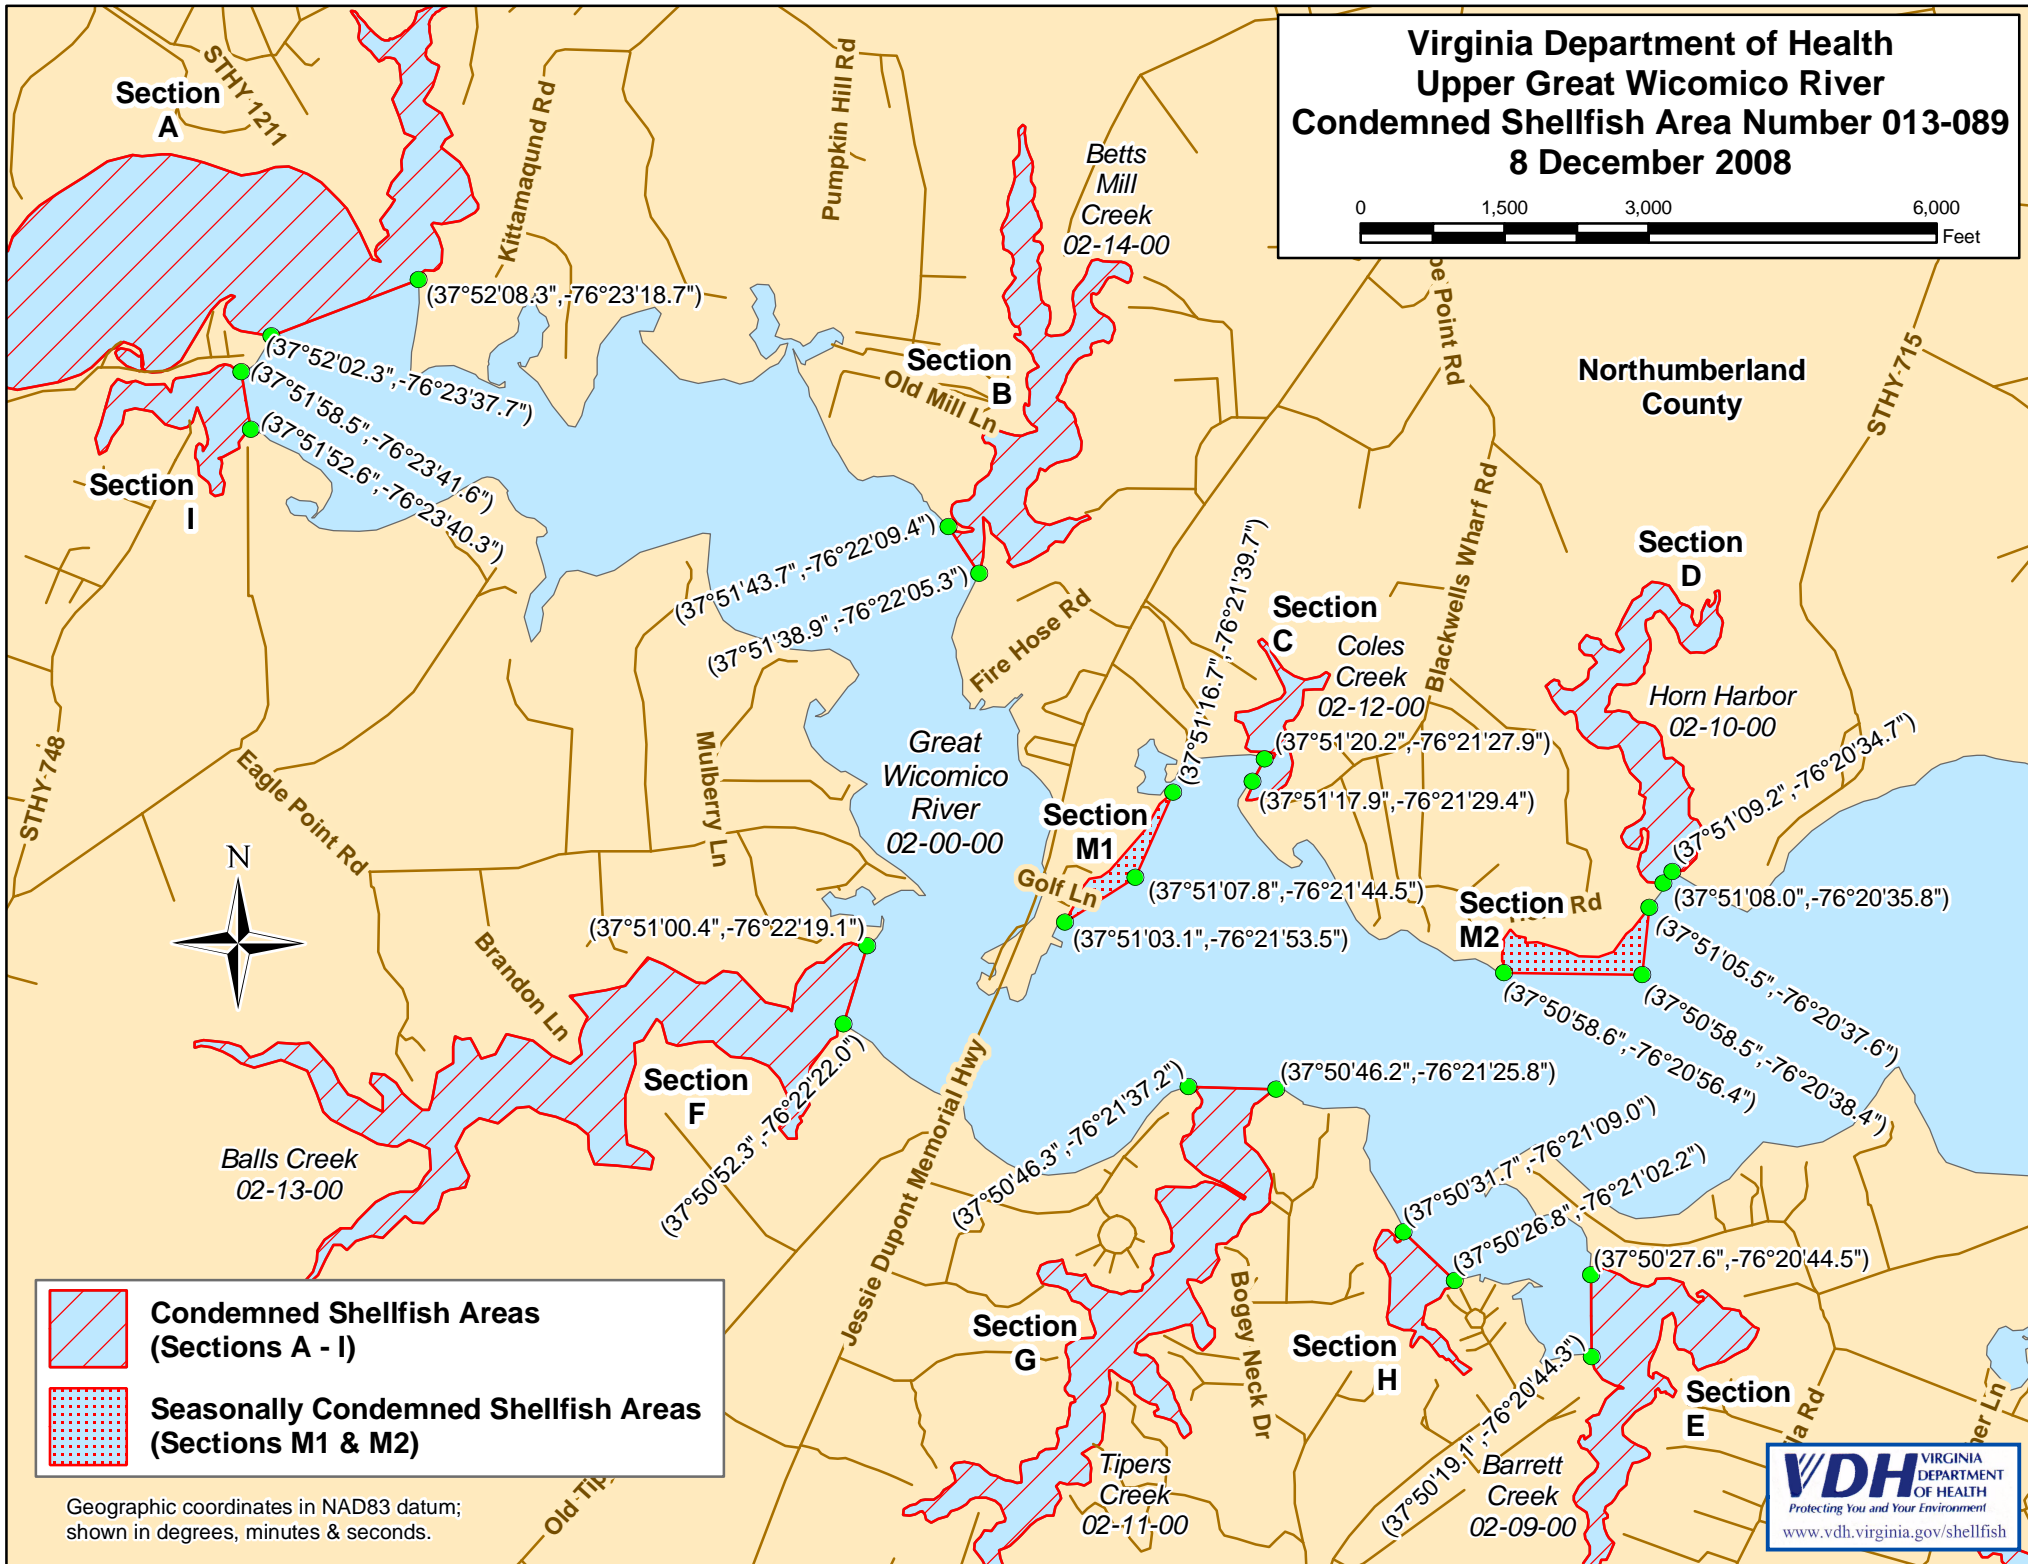 Virginia Department of Health
Upper Great Wicomico River
Condemned Shellfish Area Number 013-089
8 December 2008
0 1,500 3,000 6,000
Feet
Section
A
STHY 1211
Kittamaqund Rd
Pumpkin Hill Rd
Betts
Mill
Creek
02-14-00
(37°52'08.3",-76°23'18.7")
(37°52'02.3",-76°23'37.7")
(37°51'58.5",-76°23'41.6")
(37°51'52.6",-76°23'40.3")
Section
I
Section
B
Old Mill Ln
Point Rd
Northumberland
County
STHY-715
(37°51'43.7",-76°22'09.4")
(37°51'38.9",-76°22'05.3")
Fire Hose Rd
(37°51'16.7",-76°21'39.7")
Section
C
Coles
Creek
02-12-00
Blackwells Wharf Rd
Section
D
Horn Harbor
02-10-00
(37°51'20.2",-76°21'27.9")
(37°51'17.9",-76°21'29.4")
(37°51'09.2",-76°20'34.7")
(37°51'08.0",-76°20'35.8")
(37°51'05.5",-76°20'37.6")
STHY-748
Eagle Point Rd
Mulberry Ln
Great
Wicomico
River
02-00-00
Section
M1
Golf Ln
(37°51'07.8",-76°21'44.5")
(37°51'03.1",-76°21'53.5")
Section
M2
Rd
(37°50'58.6",-76°20'56.4")
(37°50'58.5",-76°20'38.4")
N
Brandon Ln
(37°51'00.4",-76°22'19.1")
(37°50'52.3",-76°22'22.0")
Section
F
Balls Creek
02-13-00
Jessie Dupont Memorial Hwy
(37°50'46.3",-76°21'37.2")
(37°50'46.2",-76°21'25.8")
(37°50'31.7",-76°21'09.0")
(37°50'26.8",-76°21'02.2")
(37°50'27.6",-76°20'44.5")
(37°50'19.1",-76°20'44.3")
Section
G
Bogey Neck Dr
Section
H
Section
E
Tipers
Creek
02-11-00
Barrett
Creek
02-09-00
Condemned Shellfish Areas
(Sections A - I)
Seasonally Condemned Shellfish Areas
(Sections M1 & M2)
Old Tip
Geographic coordinates in NAD83 datum;
shown in degrees, minutes & seconds.
Rd
Ln
VDH VIRGINIA
DEPARTMENT
OF HEALTH
Protecting You and Your Environment
www.vdh.virginia.gov/shellfish